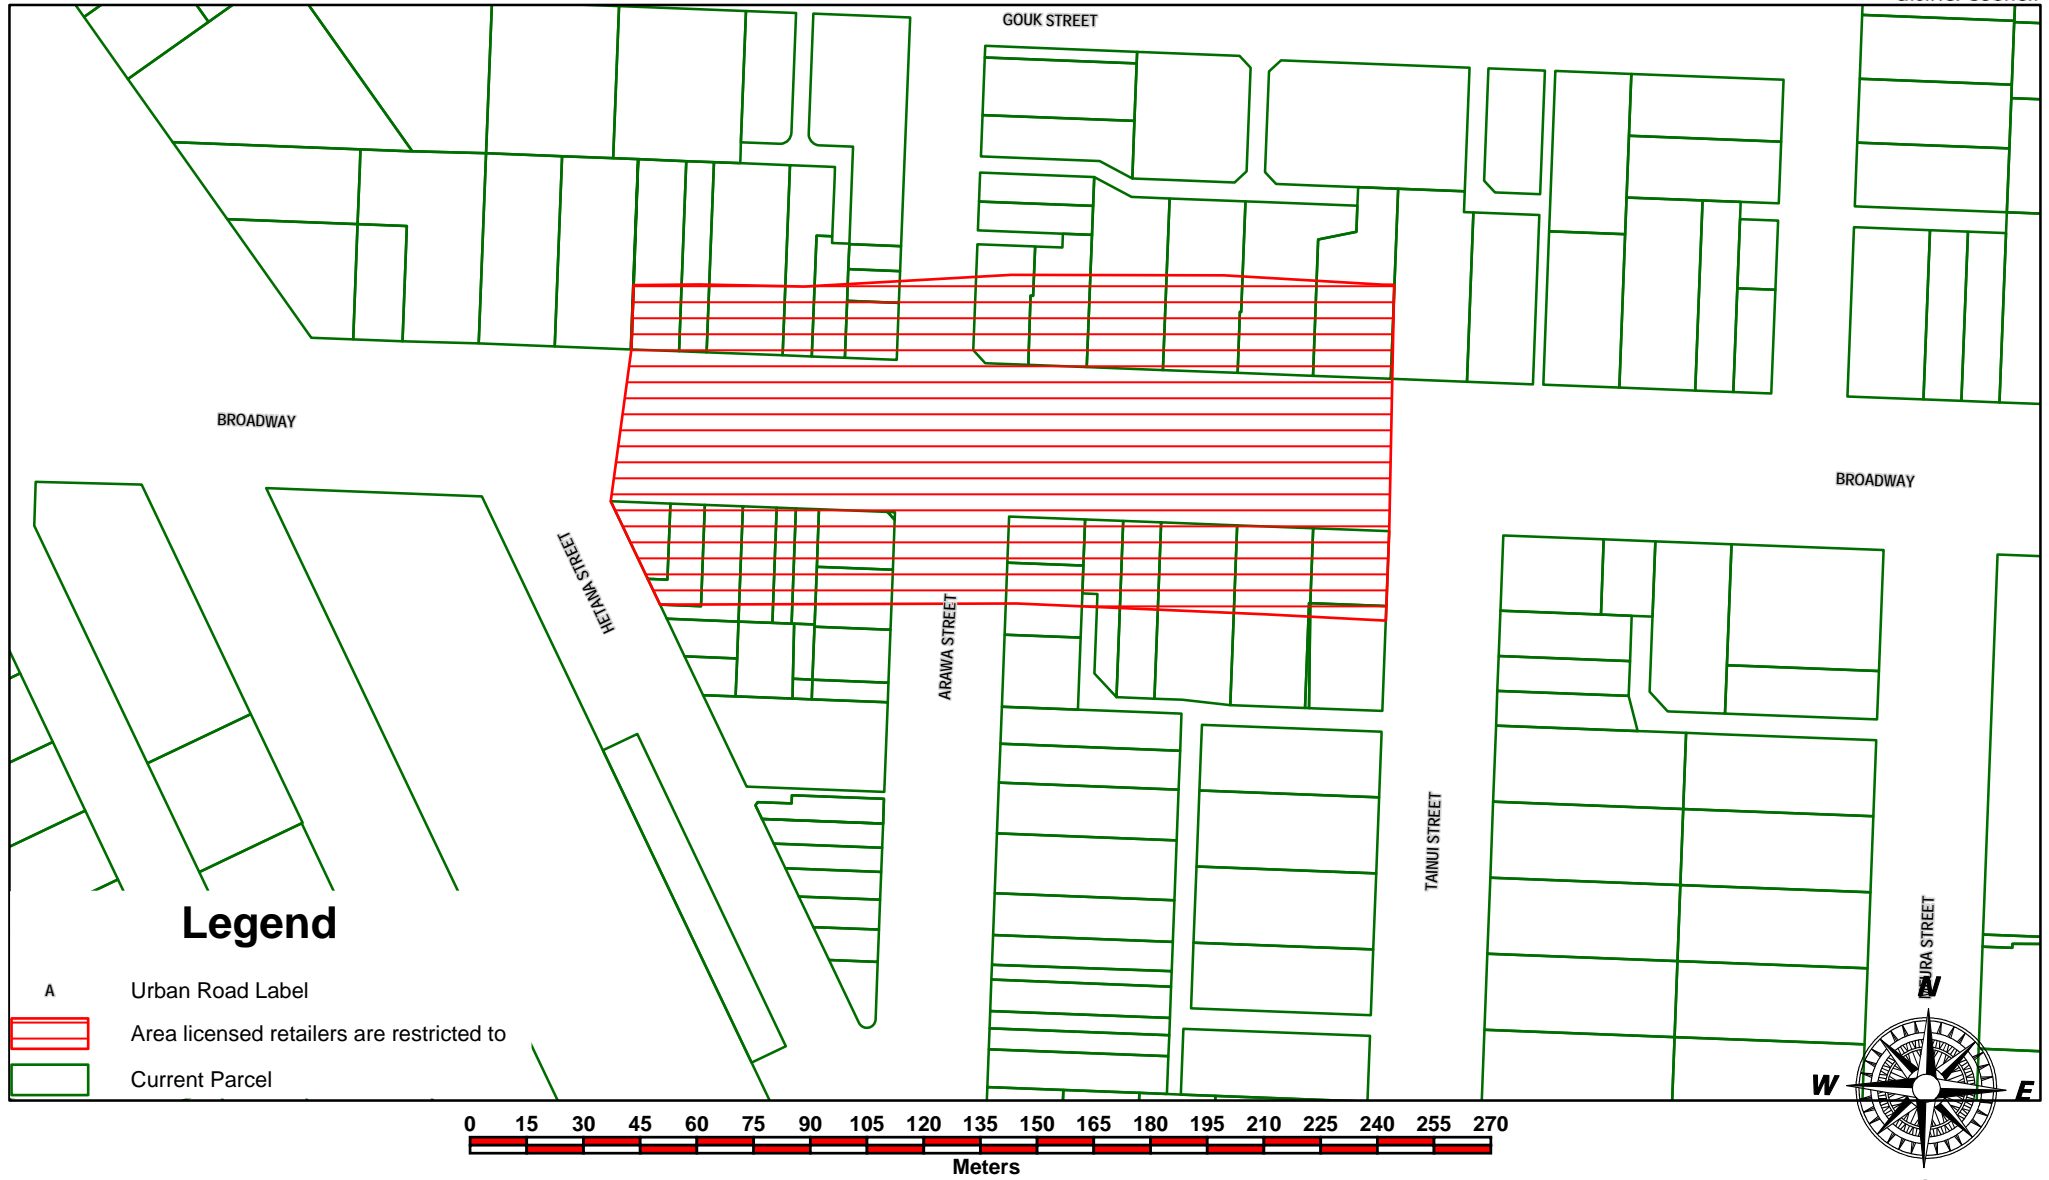 GOUK STREET
BROADWAY
BROADWAY
HETANA STREET
ARAWA STREET
TAINUI STREET
STREET
Legend
A Urban Road Label
Area licensed retailers are restricted to
Current Parcel
N
W
E
0 15 30 45 60 75 90 105 120 135 150 165 180 195 210 225 240 255 270
Meters